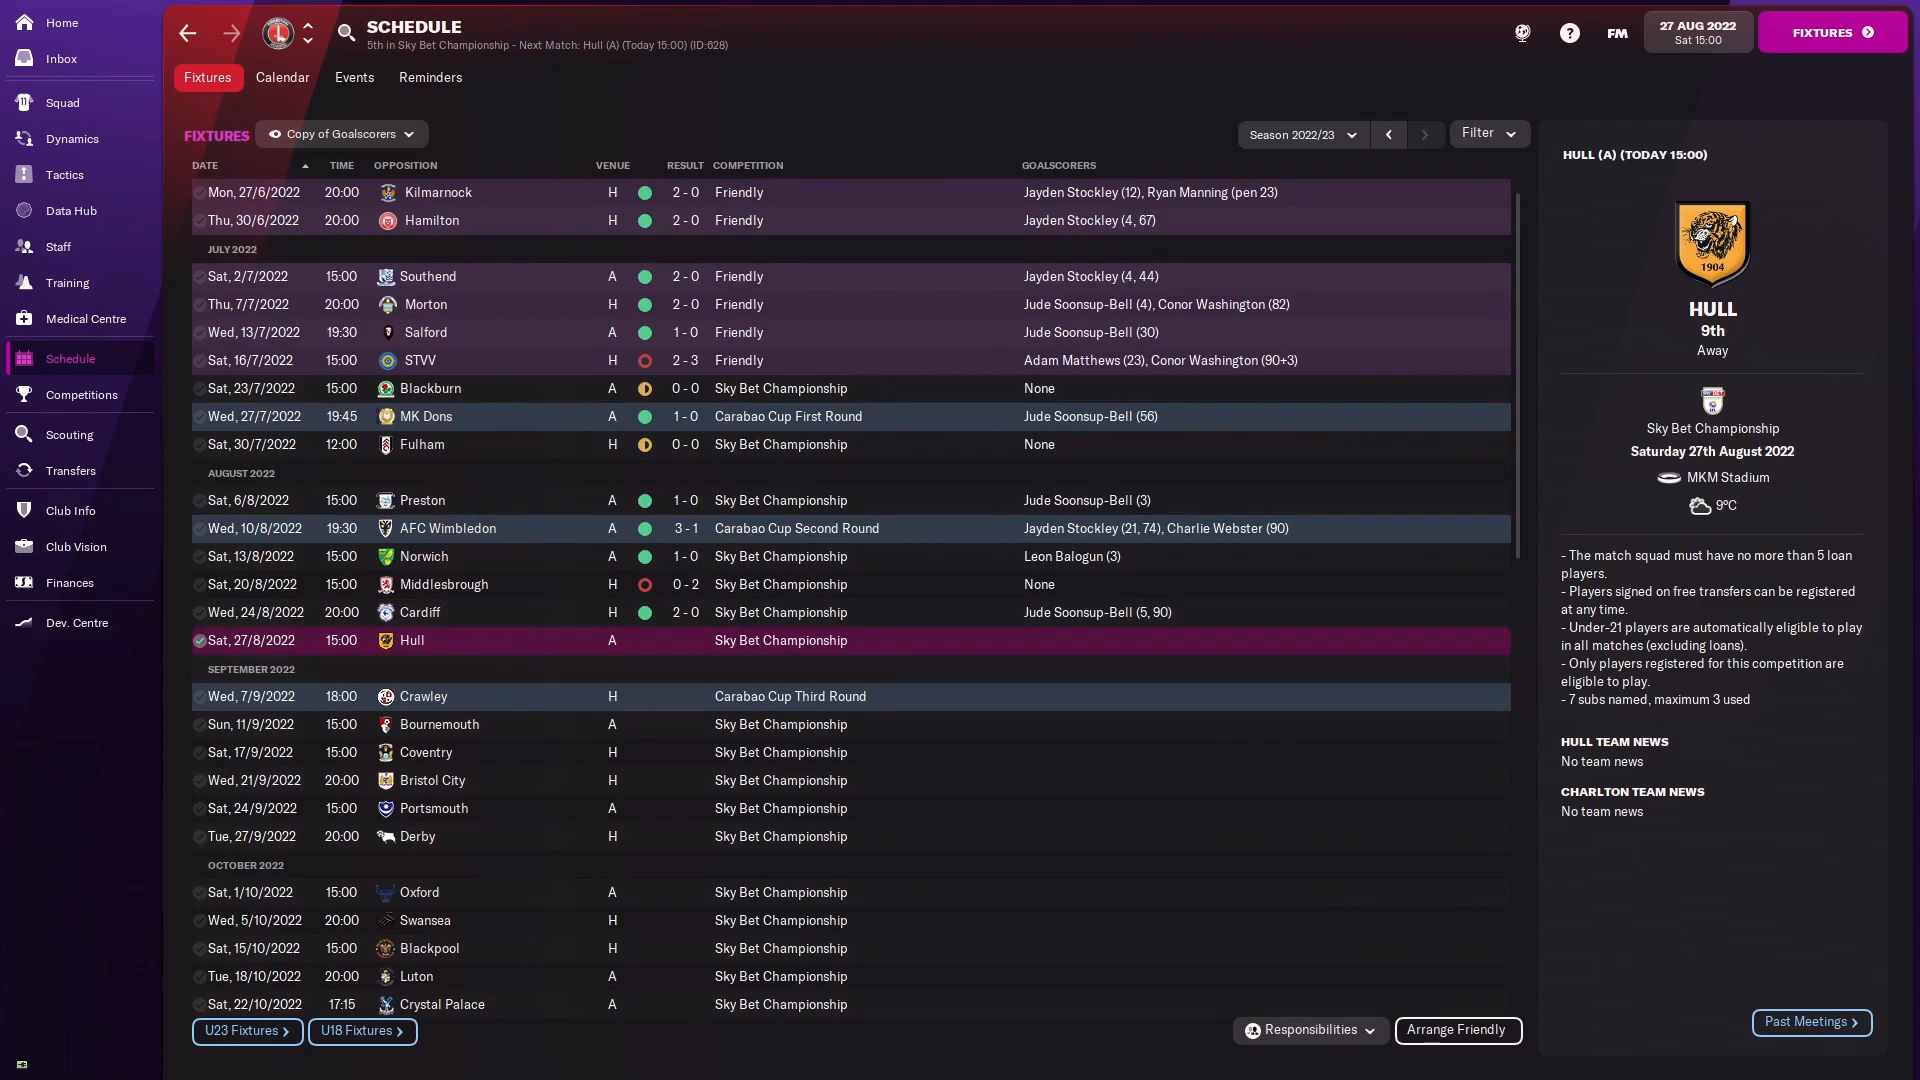 Home
Inbox
Squad
Dynamics
Tactics
Data Hub
Staff
Training
Medical Centre
Schedule
Competitions
Scouting
Transfers
Club Info
Club Vision
Finances
Dev. Centre
SCHEDULE
5th in Sky Bet Championship - Next Match: Hull (A) (Today 15:00) (ID:628)
FM
27 AUG 2022
Sat 15:00
FIXTURES
Fixtures Calendar Events Reminders
FIXTURES Copy of Goalscorers Season 2022/23 Filter
DATE TIME OPPOSITION VENUE RESULT COMPETITION GOALSCORERS
Mon, 27/6/2022 20:00 Kilmarnock H 2 - 0 Friendly Jayden Stockley (12), Ryan Manning (pen 23)
Thu, 30/6/2022 20:00 Hamilton H 2 - 0 Friendly Jayden Stockley (4, 67)
JULY 2022
Sat, 2/7/2022 15:00 Southend A 2 - 0 Friendly Jayden Stockley (4, 44)
Thu, 7/7/2022 20:00 Morton H 2 - 0 Friendly Jude Soonsup-Bell (4), Conor Washington (82)
Wed, 13/7/2022 19:30 Salford A 1 - 0 Friendly Jude Soonsup-Bell (30)
Sat, 16/7/2022 15:00 STVV H 2 - 3 Friendly Adam Matthews (23), Conor Washington (90+3)
Sat, 23/7/2022 15:00 Blackburn A 0 - 0 Sky Bet Championship None
Wed, 27/7/2022 19:45 MK Dons A 1 - 0 Carabao Cup First Round Jude Soonsup-Bell (56)
Sat, 30/7/2022 12:00 Fulham H 0 - 0 Sky Bet Championship None
AUGUST 2022
Sat, 6/8/2022 15:00 Preston A 1 - 0 Sky Bet Championship Jude Soonsup-Bell (3)
Wed, 10/8/2022 19:30 AFC Wimbledon A 3 - 1 Carabao Cup Second Round Jayden Stockley (21, 74), Charlie Webster (90)
Sat, 13/8/2022 15:00 Norwich A 1 - 0 Sky Bet Championship Leon Balogun (3)
Sat, 20/8/2022 15:00 Middlesbrough H 0 - 2 Sky Bet Championship None
Wed, 24/8/2022 20:00 Cardiff H 2 - 0 Sky Bet Championship Jude Soonsup-Bell (5, 90)
Sat, 27/8/2022 15:00 Hull A Sky Bet Championship
SEPTEMBER 2022
Wed, 7/9/2022 18:00 Crawley H Carabao Cup Third Round
Sun, 11/9/2022 15:00 Bournemouth A Sky Bet Championship
Sat, 17/9/2022 15:00 Coventry H Sky Bet Championship
Wed, 21/9/2022 20:00 Bristol City H Sky Bet Championship
Sat, 24/9/2022 15:00 Portsmouth A Sky Bet Championship
Tue, 27/9/2022 20:00 Derby H Sky Bet Championship
OCTOBER 2022
Sat, 1/10/2022 15:00 Oxford A Sky Bet Championship
Wed, 5/10/2022 20:00 Swansea H Sky Bet Championship
Sat, 15/10/2022 15:00 Blackpool H Sky Bet Championship
Tue, 18/10/2022 20:00 Luton A Sky Bet Championship
Sat, 22/10/2022 17:15 Crystal Palace A Sky Bet Championship
U23 Fixtures U18 Fixtures Responsibilities Arrange Friendly
HULL (A) (TODAY 15:00)
1904
HULL
9th
Away
Sky Bet Championship
Saturday 27th August 2022
MKM Stadium
9°C
- The match squad must have no more than 5 loan
players.
- Players signed on free transfers can be registered
at any time.
- Under-21 players are automatically eligible to play
in all matches (excluding loans).
- Only players registered for this competition are
eligible to play.
- 7 subs named, maximum 3 used
HULL TEAM NEWS
No team news
CHARLTON TEAM NEWS
No team news
Past Meetings